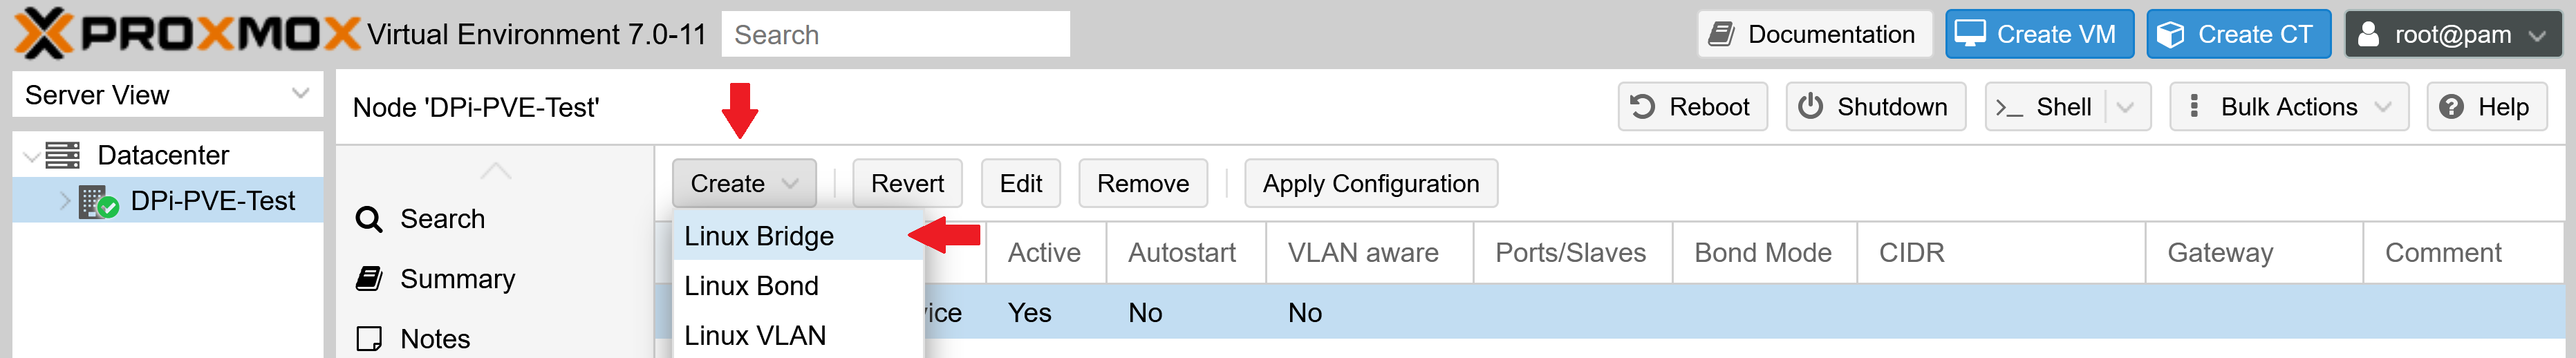 PROXMOX Virtual Environment 7.0-11 Search Documentation Create VM Create CT root@pam
Server View
Node 'DPi-PVE-Test' Reboot Shutdown Shell Bulk Actions Help
Datacenter
DPi-PVE-Test
Create Revert Edit Remove Apply Configuration
Search
Summary
Notes
Linux Bridge
Linux Bond
Linux VLAN
Active Autostart VLAN aware Ports/Slaves Bond Mode CIDR Gateway Comment
vice Yes No No